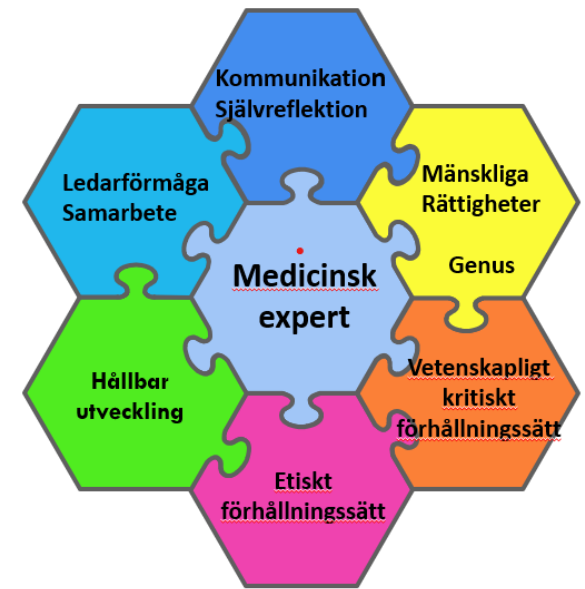 Kommunikation
Självreflektion
Mänskliga
Rättigheter
Genus
Ledarförmåga
Samarbete
Medicinsk
expert
Vetenskapligt
kritiskt
förhållningssätt
Hållbar
utveckling
Etiskt
förhållningssätt